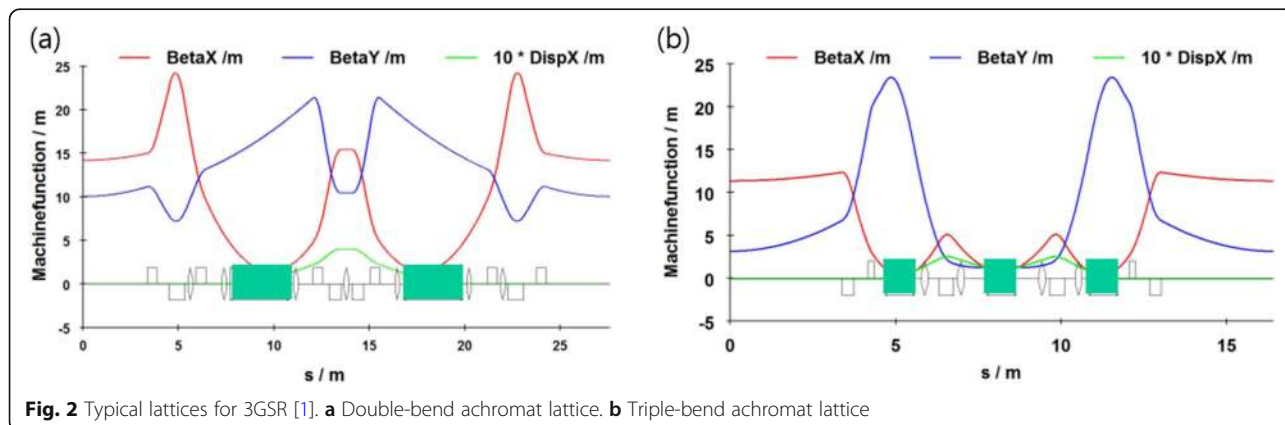 (a)
BetaX /m BetaY /m 10 * DispX /m
Machinefunction / m
25
20
15
10
5
0
-5
0 5 10 15 20 25
s / m
(b)
BetaX /m BetaY /m 10 * DispX /m
Machinefunction / m
25
20
15
10
5
0
-5
0 5 10 15
s / m
Fig. 2 Typical lattices for 3GSR [1]. a Double-bend achromat lattice. b Triple-bend achromat lattice